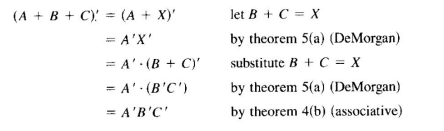 (A + B + C)' = (A + X)' let B + C = X
= A'X' by theorem 5(a) (DeMorgan)
= A' · (B + C)' substitute B + C = X
= A' · (B'C') by theorem 5(a) (DeMorgan)
= A'B'C' by theorem 4(b) (associative)